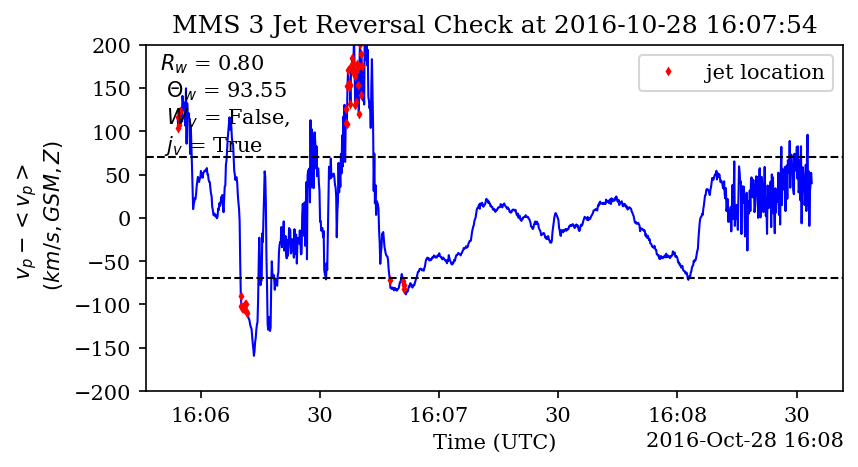 MMS 3 Jet Reversal Check at 2016-10-28 16:07:54
200
150
100
50
0
−50
−100
−150
−200
v_p − < v_p >
(km/s, GSM, Z)
R_w = 0.80
Θ_w = 93.55
W_v = False,
j_v = True
jet location
16:06
30
16:07
30
16:08
30
Time (UTC)
2016-Oct-28 16:08